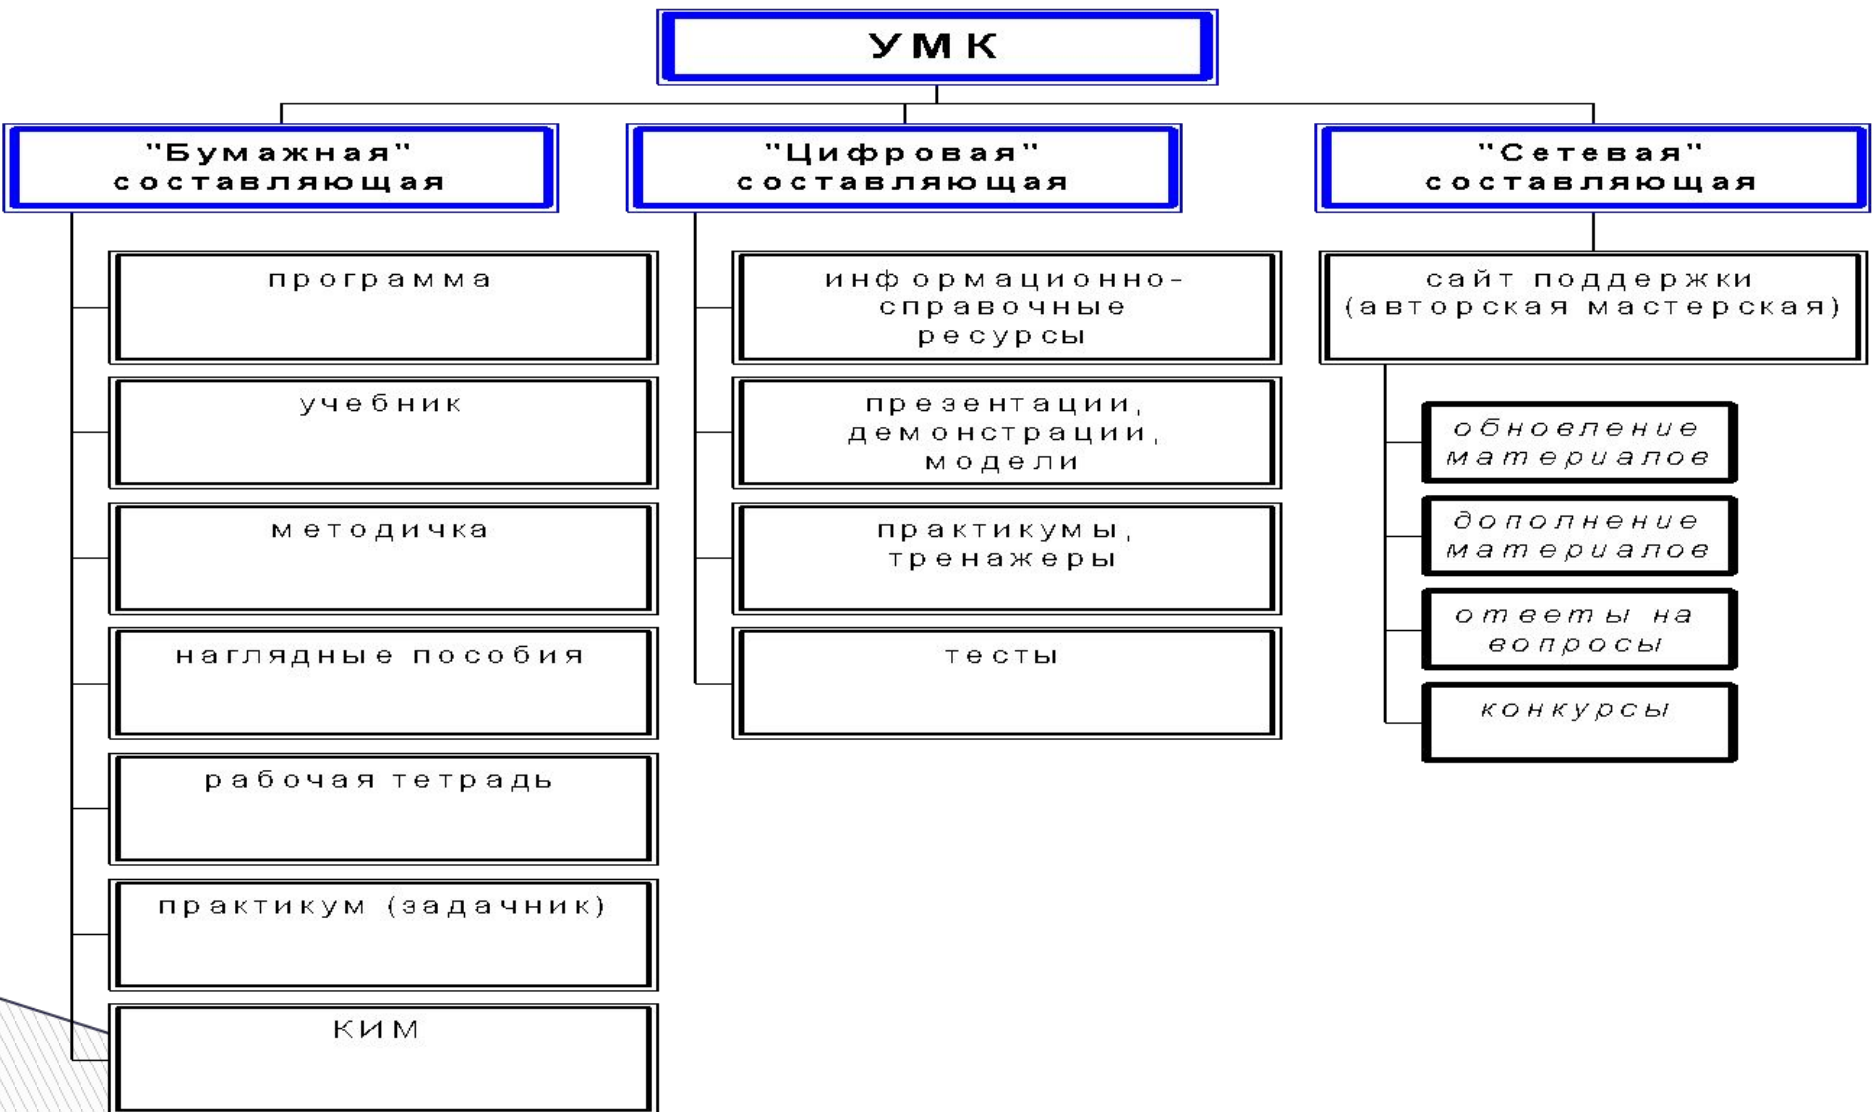 УМК
"Бумажная"
составляющая
программа
учебник
методичка
наглядные пособия
рабочая тетрадь
практикум (задачник)
КИМ
"Цифровая"
составляющая
информационно-
справочные
ресурсы
презентации,
демонстрации,
модели
практикумы,
тренажеры
тесты
"Сетевая"
составляющая
сайт поддержки
(авторская мастерская)
обновление
материалов
дополнение
материалов
ответы на
вопросы
конкурсы